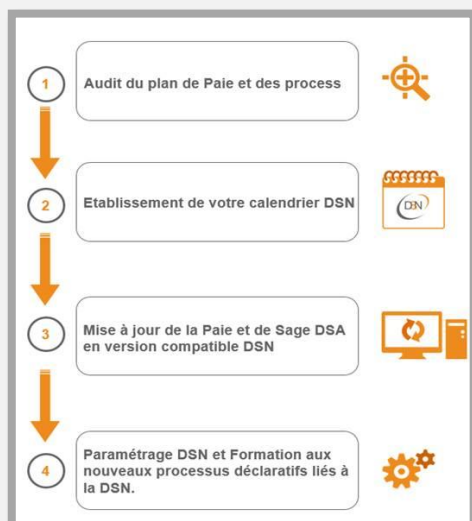 1
Audit du plan de Paie et des process
2
Etablissement de votre calendrier DSN
DSN
3
Mise à jour de la Paie et de Sage DSA
en version compatible DSN
4
Paramétrage DSN et Formation aux
nouveaux processus déclaratifs liés à
la DSN.